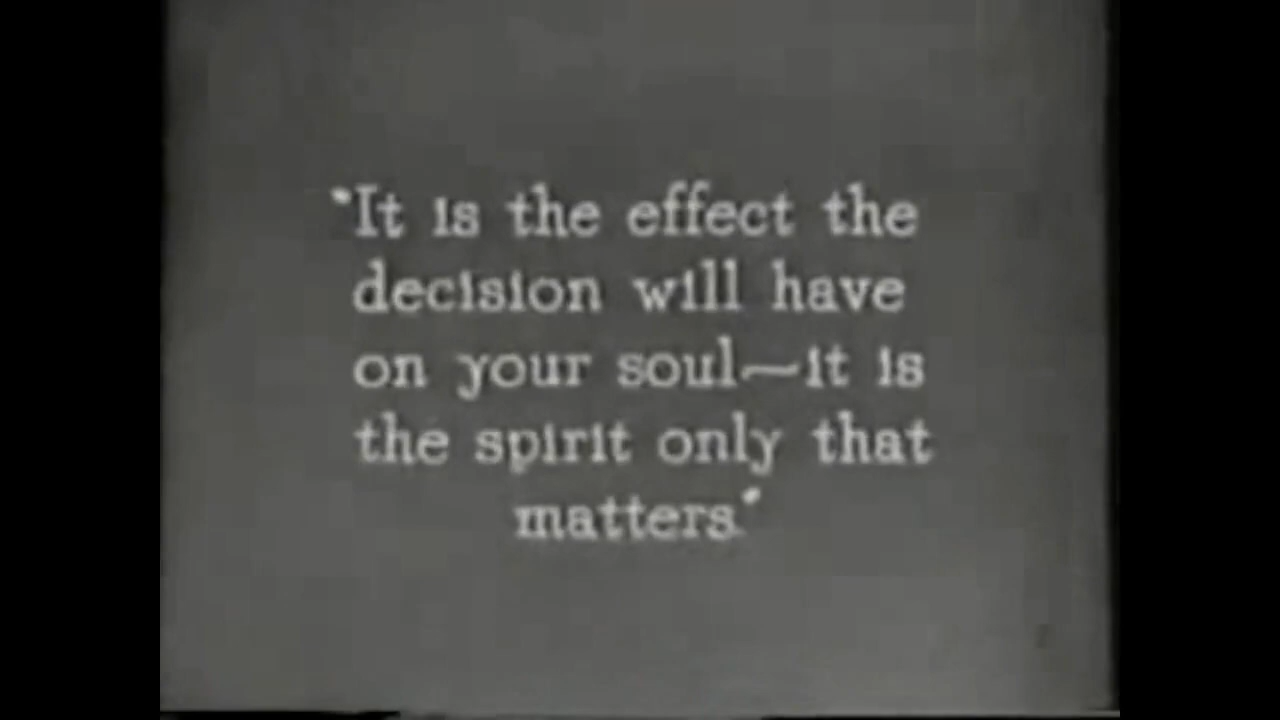 "It is the effect the
decision will have
on your soul—it is
the spirit only that
matters."